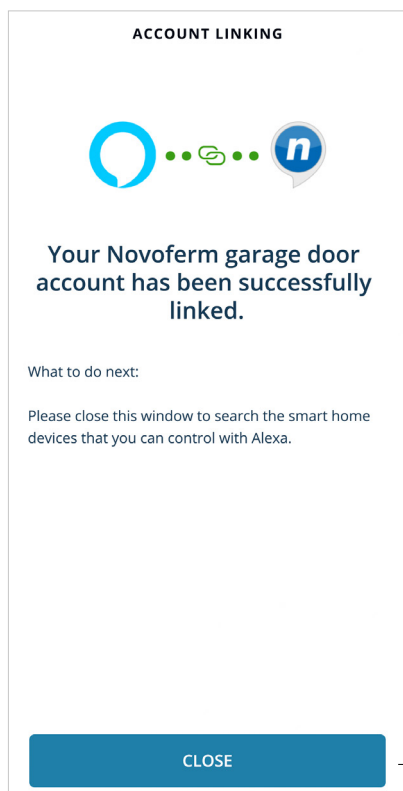 ACCOUNT LINKING
n
Your Novoferm garage door
account has been successfully
linked.
What to do next:
Please close this window to search the smart home
devices that you can control with Alexa.
CLOSE